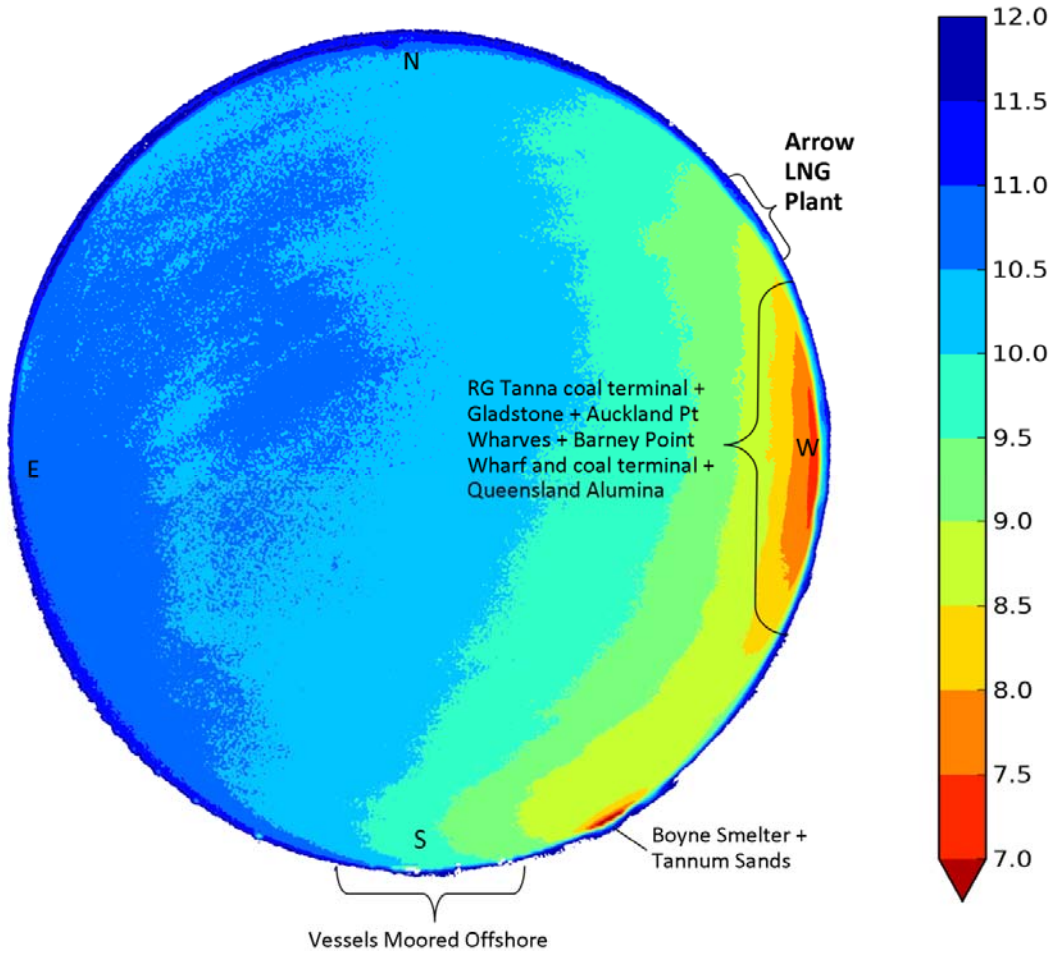 12.0
N
11.5
Arrow
LNG
Plant
11.0
10.5
10.0
RG Tanna coal terminal +
Gladstone + Auckland Pt
Wharves + Barney Point
Wharf and coal terminal +
Queensland Alumina
9.5
W
E
9.0
8.5
8.0
7.5
S
Boyne Smelter +
Tannum Sands
7.0
Vessels Moored Offshore